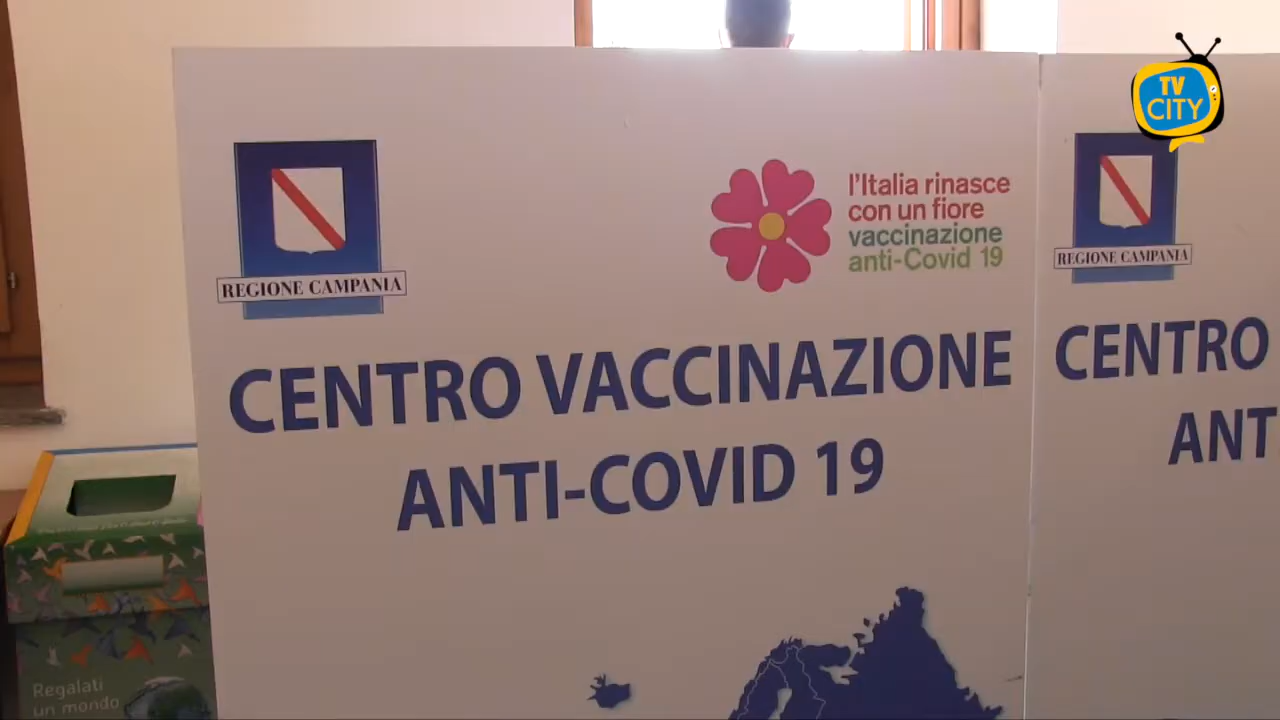 TV
CITY
REGIONE CAMPANIA
l'Italia rinasce
con un fiore
vaccinazione
anti-Covid 19
CENTRO VACCINAZIONE
ANTI-COVID 19
REGIONE CAMPANIA
CENTRO
ANT
Regalati
un mondo